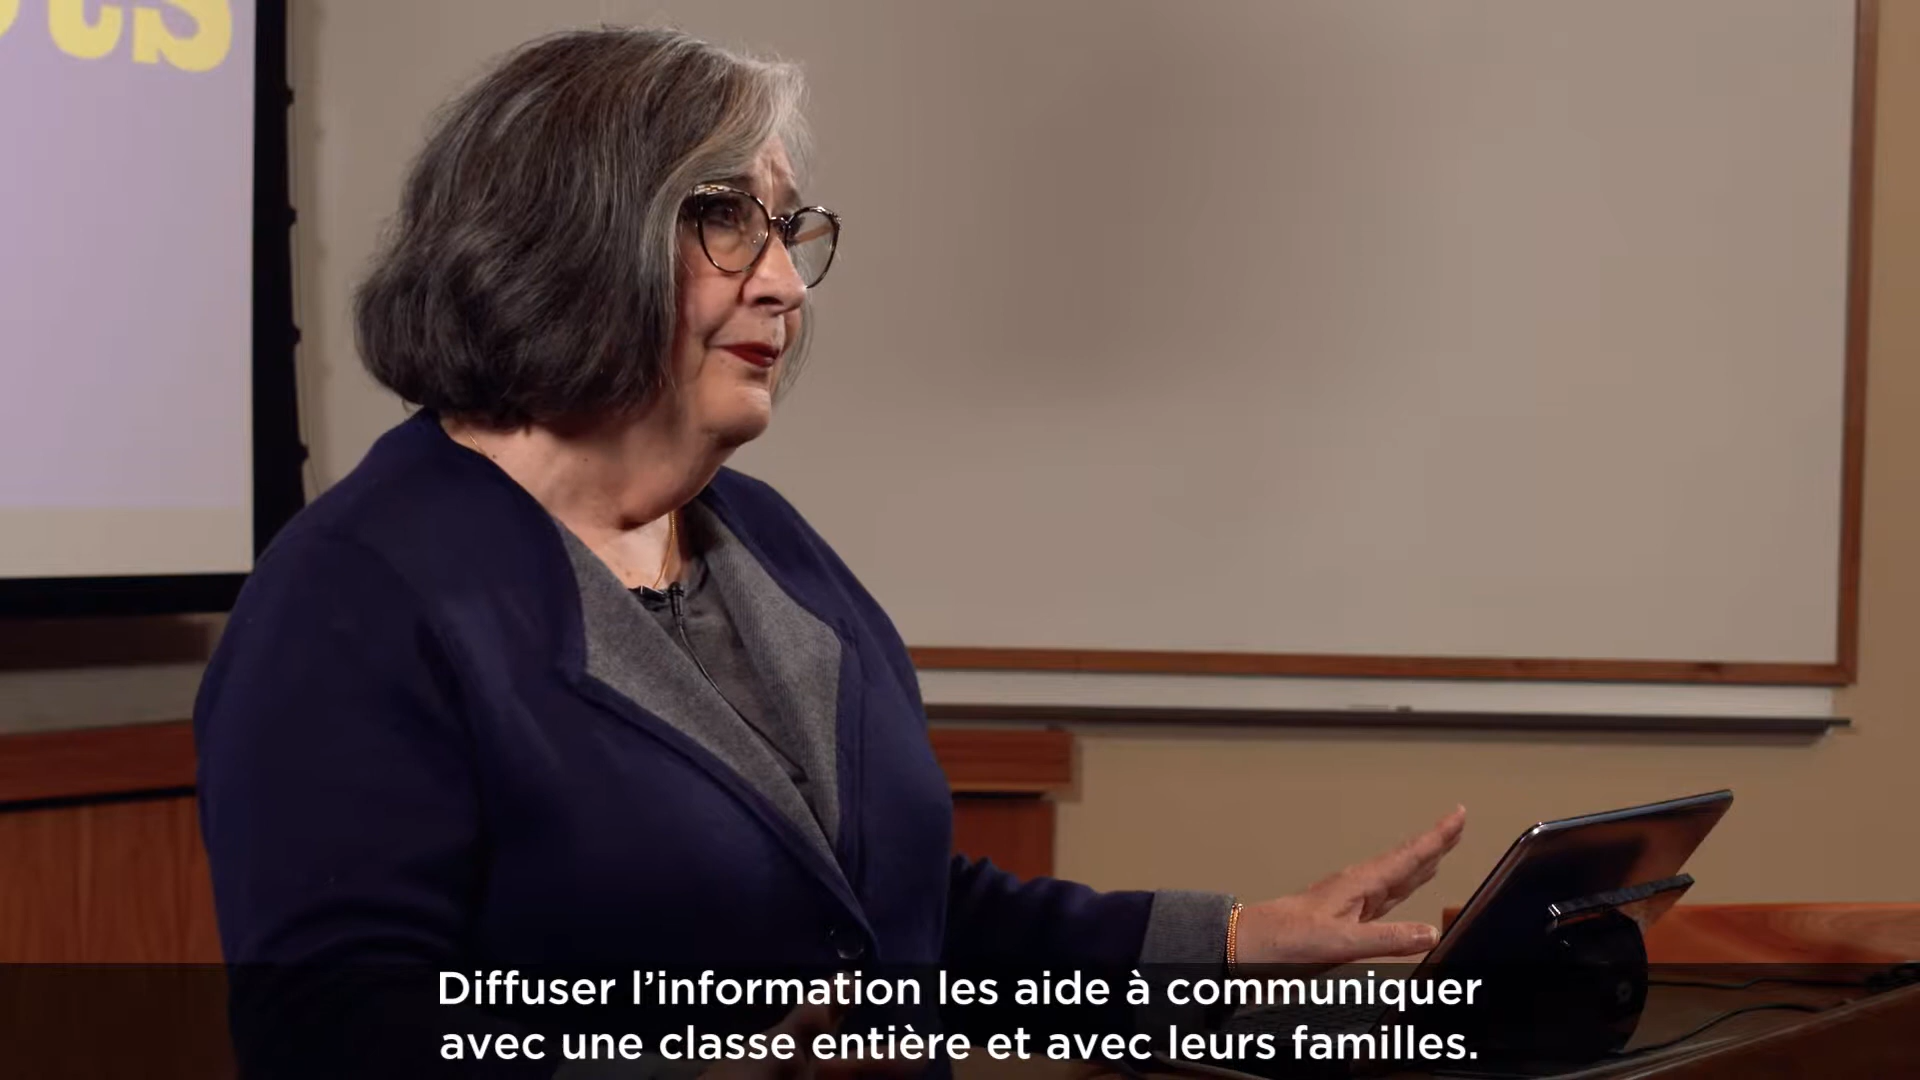 Diffuser l’information les aide à communiquer
avec une classe entière et avec leurs familles.